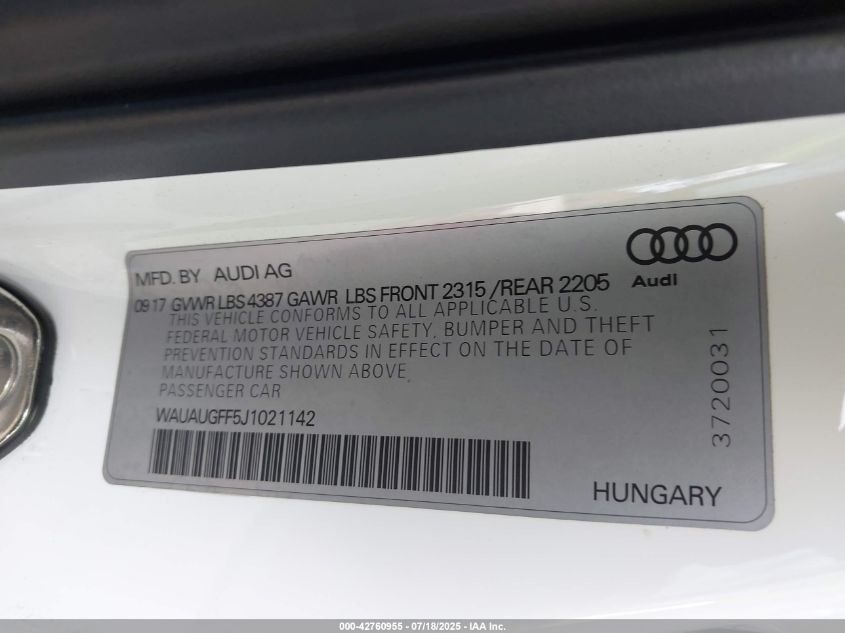 MFD. BY AUDI AG
Audi
09 17 GVWR LBS 4387 GAWR LBS FRONT 2315 /REAR 2205
THIS VEHICLE CONFORMS TO ALL APPLICABLE U.S.
FEDERAL MOTOR VEHICLE SAFETY, BUMPER AND THEFT
PREVENTION STANDARDS IN EFFECT ON THE DATE OF
MANUFACTURE SHOWN ABOVE
PASSENGER CAR
WAUAUGFF5J1021142
3720031
HUNGARY
000-42760955 - 07/18/2025 - IAA Inc.